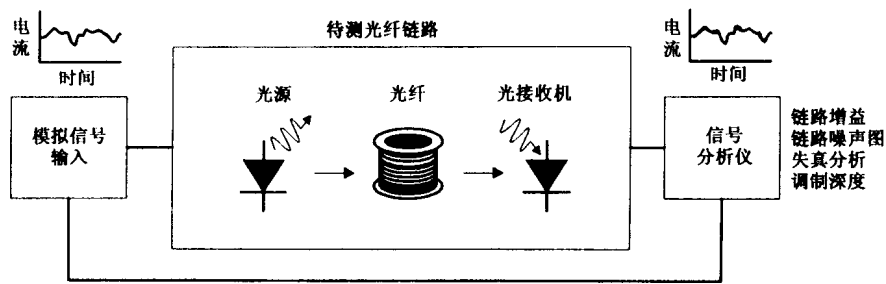 电
流
时间
待测光纤链路
电
流
时间
光源
光纤
光接收机
模拟信号
输入
信号
分析仪
链路增益
链路噪声图
失真分析
调制深度